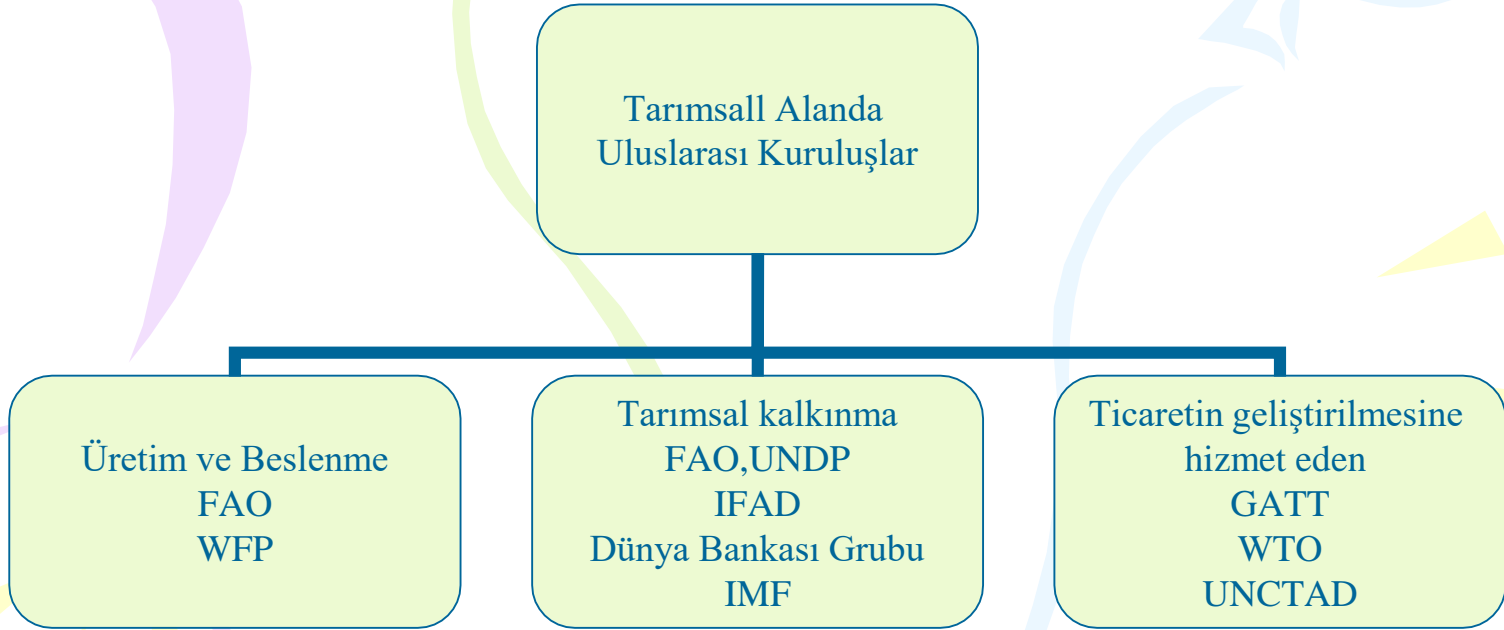 Tarımsall Alanda
Uluslarası Kuruluşlar
Üretim ve Beslenme
FAO
WFP
Tarımsal kalkınma
FAO,UNDP
IFAD
Dünya Bankası Grubu
IMF
Ticaretin geliştirilmesine
hizmet eden
GATT
WTO
UNCTAD